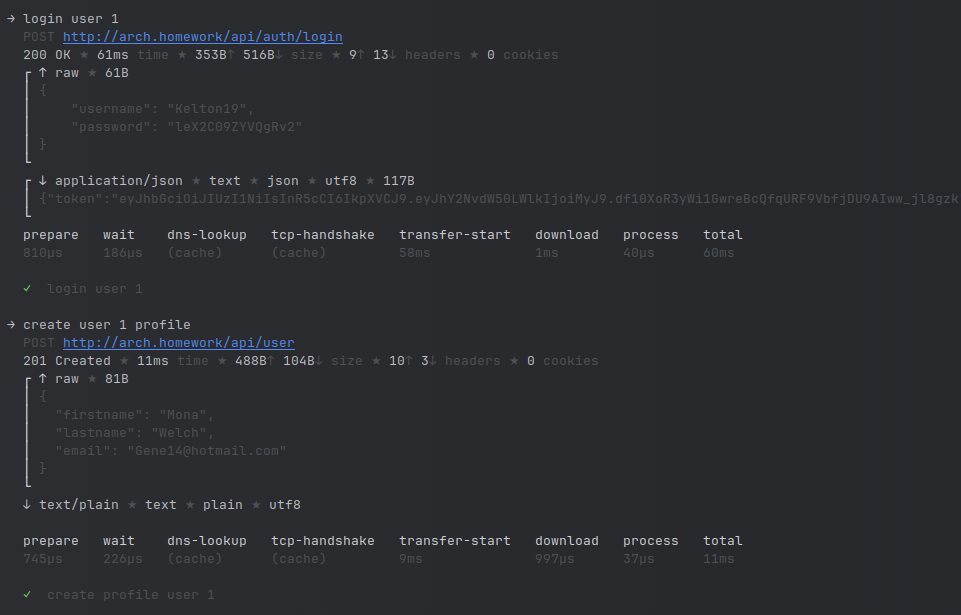 → login user 1
POST http://arch.homework/api/auth/login
200 OK ★ 61ms time ★ 353B↑ 516B↓ size ★ 9↑ 13↓ headers ★ 0 cookies
┌ ↑ raw ★ 61B
│ {
│     "username": "Kelton19",
│     "password": "leX2C09ZYVQgRv2"
│ }
└
┌ ↓ application/json ★ text ★ json ★ utf8 ★ 117B
│ {"token":"eyJhbGciOiJIUzI1NiIsInR5cCI6IkpXVCJ9.eyJhY2NvdW50LWlkIjoiMyJ9.df10XoR3yWi1GwreBcQfqURF9VbfjDU9AIww_jl8gzk
└
prepare wait dns-lookup tcp-handshake transfer-start download process total
810µs 186µs (cache) (cache) 58ms 1ms 40µs 60ms
✓ login user 1
→ create user 1 profile
POST http://arch.homework/api/user
201 Created ★ 11ms time ★ 488B↑ 104B↓ size ★ 10↑ 3↓ headers ★ 0 cookies
┌ ↑ raw ★ 81B
│ {
│   "firstname": "Mona",
│   "lastname": "Welch",
│   "email": "Gene14@hotmail.com"
│ }
└
↓ text/plain ★ text ★ plain ★ utf8
prepare wait dns-lookup tcp-handshake transfer-start download process total
745µs 226µs (cache) (cache) 9ms 997µs 37µs 11ms
✓ create profile user 1